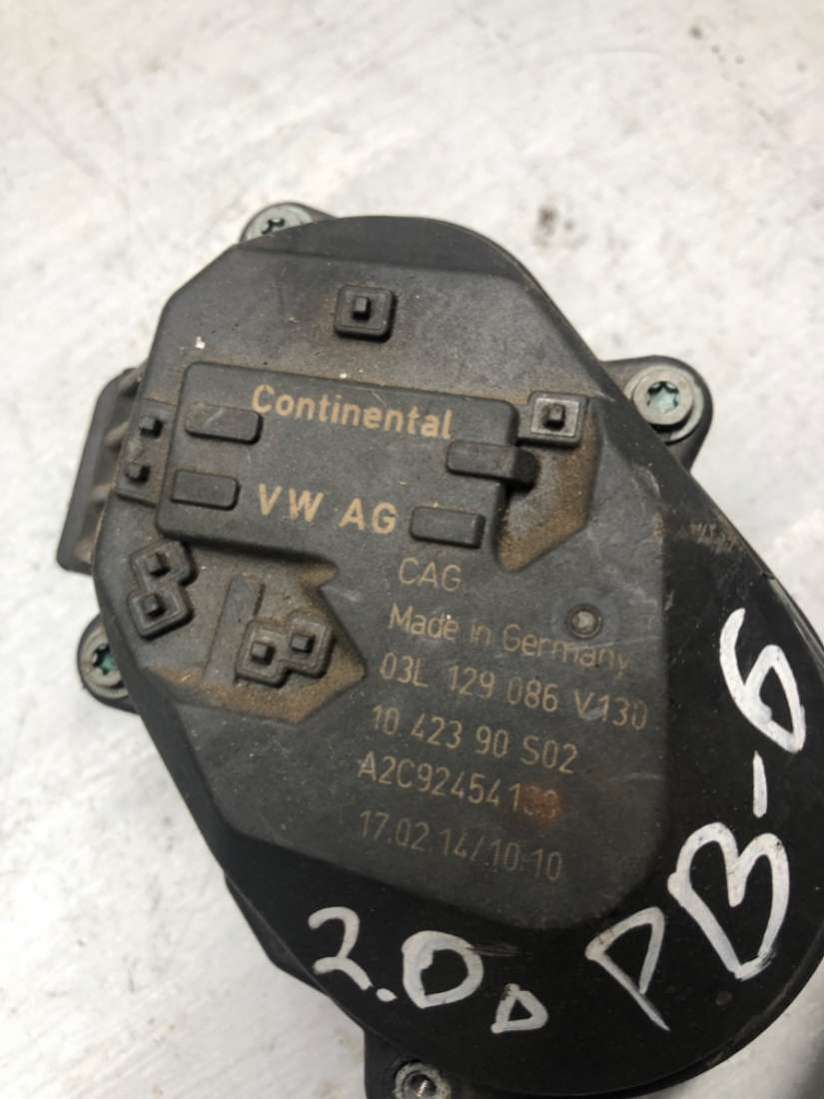 Continental
VW AG
CAG
Made in Germany
03L 129 086 V130
10 423 90 S02
17.02 14/10:10
2.0 D PB-6